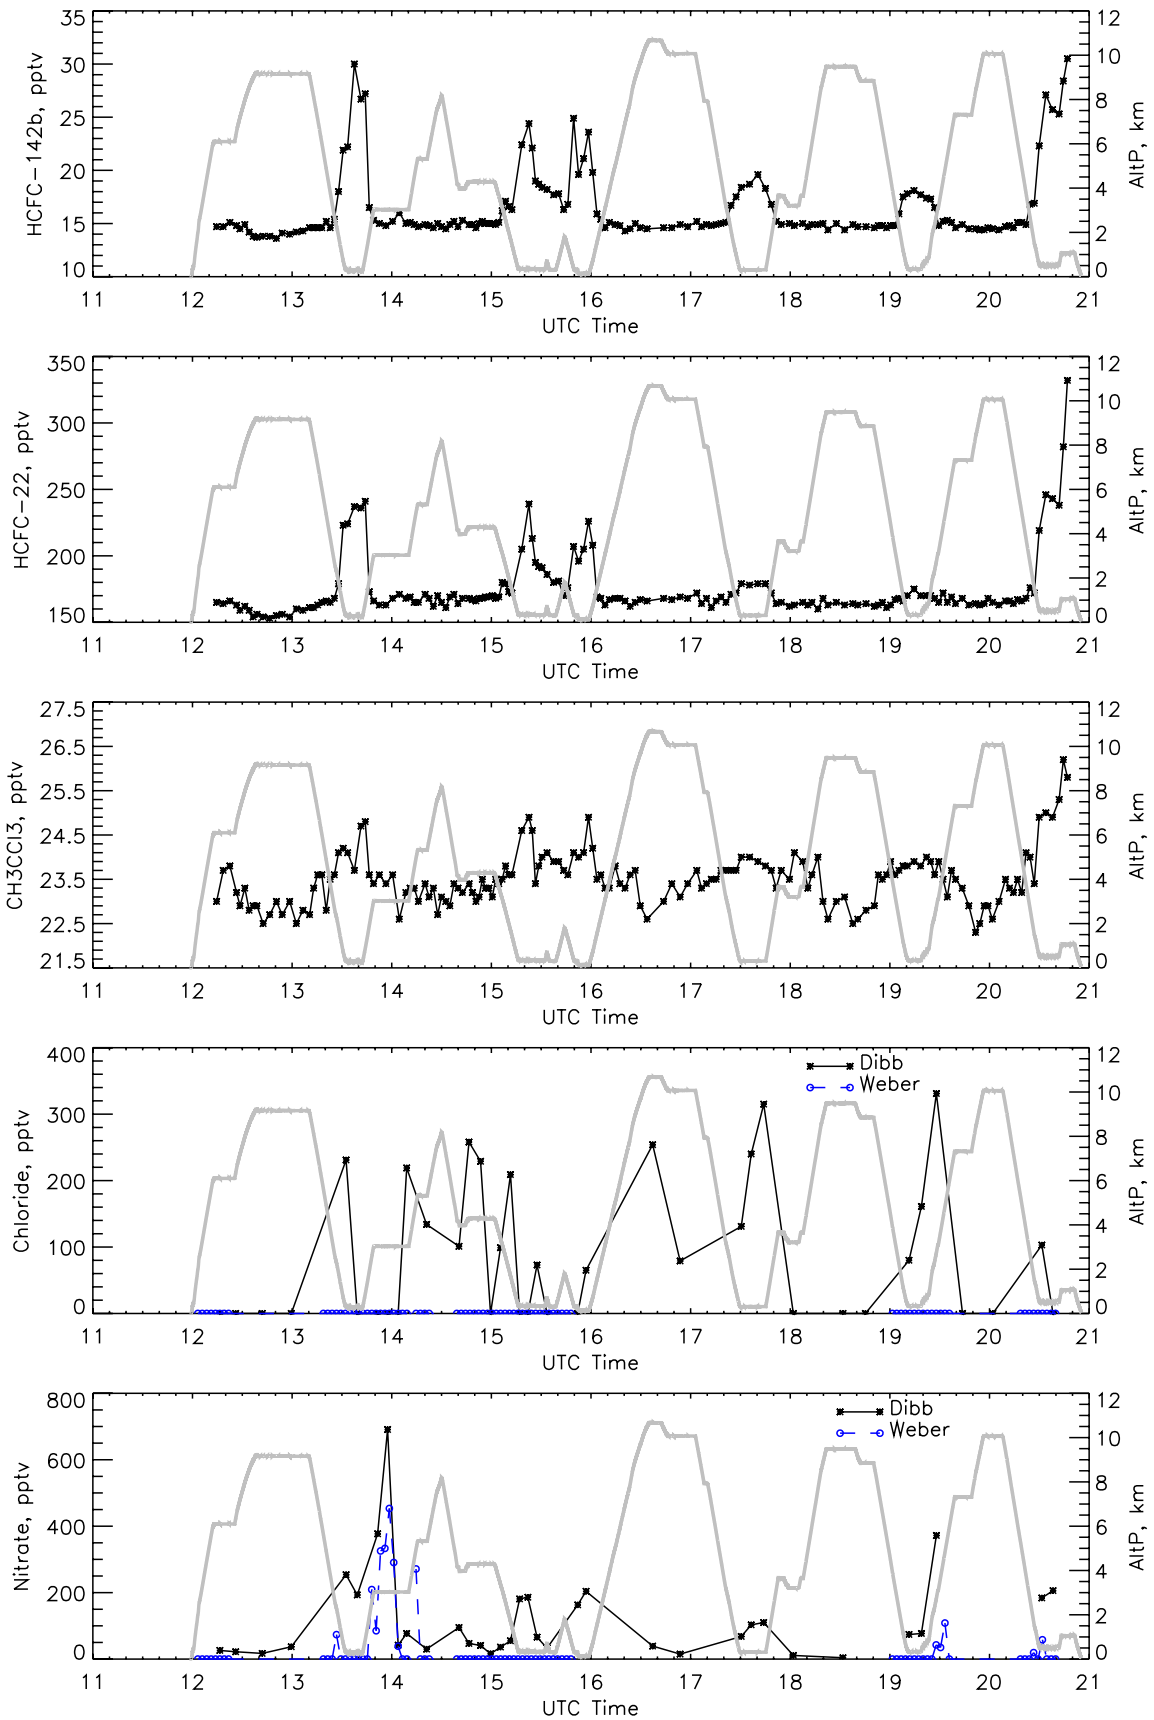 HCFC-142b, pptv
35
30
25
20
15
10
12
10
8
6
4
2
0
AltP, km
11 12 13 14 15 16 17 18 19 20 21
UTC Time
HCFC-22, pptv
350
300
250
200
150
12
10
8
6
4
2
0
AltP, km
11 12 13 14 15 16 17 18 19 20 21
UTC Time
CH3CCl3, pptv
27.5
26.5
25.5
24.5
23.5
22.5
21.5
12
10
8
6
4
2
0
AltP, km
11 12 13 14 15 16 17 18 19 20 21
UTC Time
Chloride, pptv
400
300
200
100
0
Dibb
Weber
12
10
8
6
4
2
0
AltP, km
11 12 13 14 15 16 17 18 19 20 21
UTC Time
Nitrate, pptv
800
600
400
200
0
Dibb
Weber
12
10
8
6
4
2
0
AltP, km
11 12 13 14 15 16 17 18 19 20 21
UTC Time